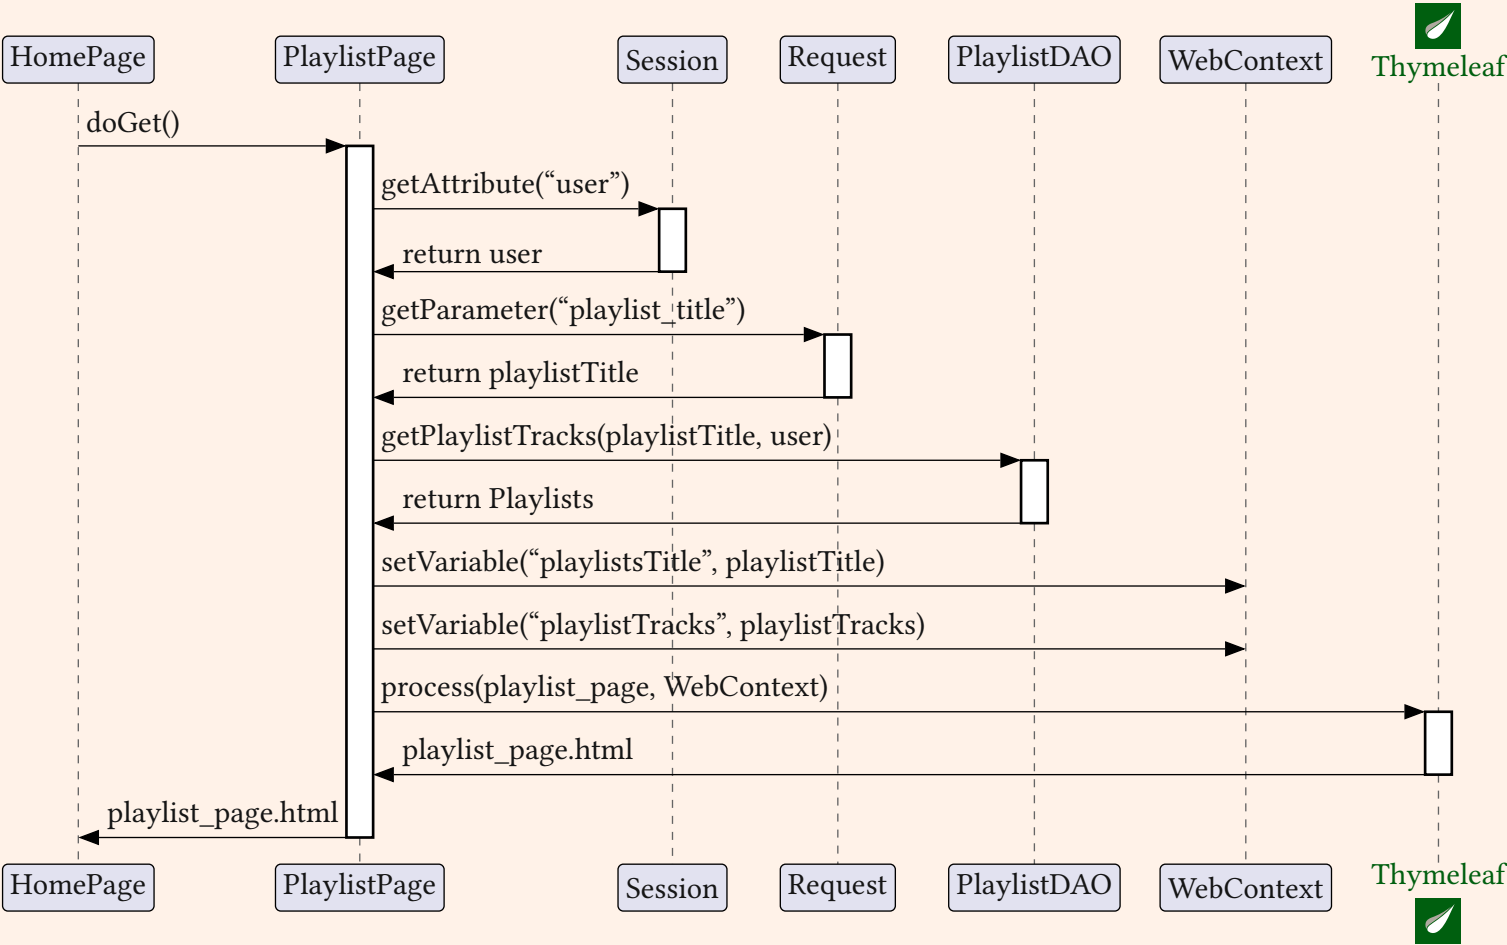 HomePage PlaylistPage Session Request PlaylistDAO WebContext Thymeleaf
doGet()
getAttribute(“user”)
return user
getParameter(“playlist_title”)
return playlistTitle
getPlaylistTracks(playlistTitle, user)
return Playlists
setVariable(“playlistsTitle”, playlistTitle)
setVariable(“playlistTracks”, playlistTracks)
process(playlist_page, WebContext)
playlist_page.html
playlist_page.html
HomePage PlaylistPage Session Request PlaylistDAO WebContext Thymeleaf